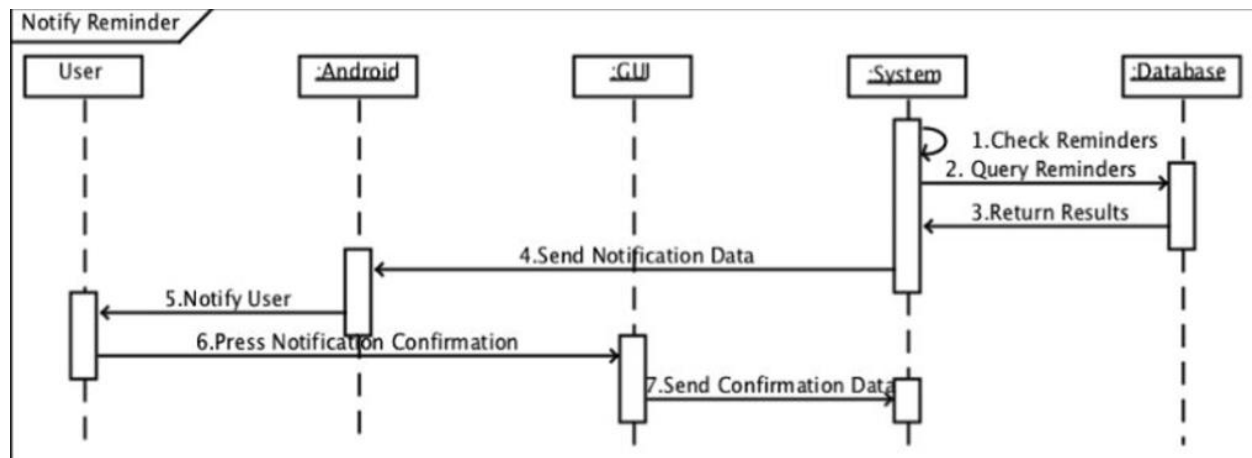 Notify Reminder
User
:Android
:GUI
:System
:Database
1.Check Reminders
2. Query Reminders
3.Return Results
4.Send Notification Data
5.Notify User
6.Press Notification Confirmation
7.Send Confirmation Data